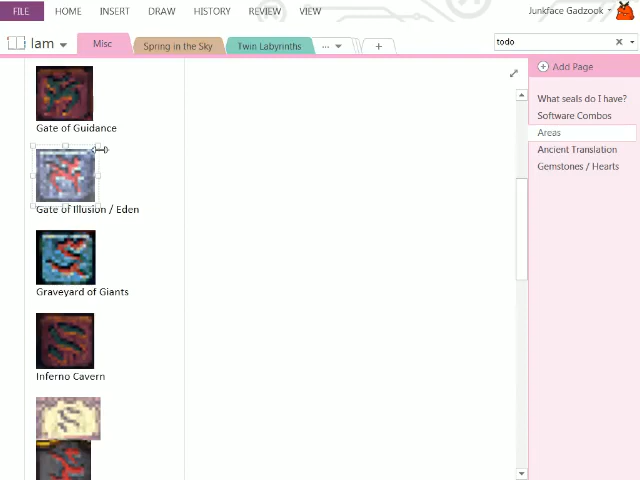 FILE HOME INSERT DRAW HISTORY REVIEW VIEW Junkface Gadzook
lam Misc Spring in the Sky Twin Labyrinths ... + todo
Add Page
What seals do I have?
Software Combos
Areas
Ancient Translation
Gemstones / Hearts
Gate of Guidance
Gate of Illusion / Eden
Graveyard of Giants
Inferno Cavern